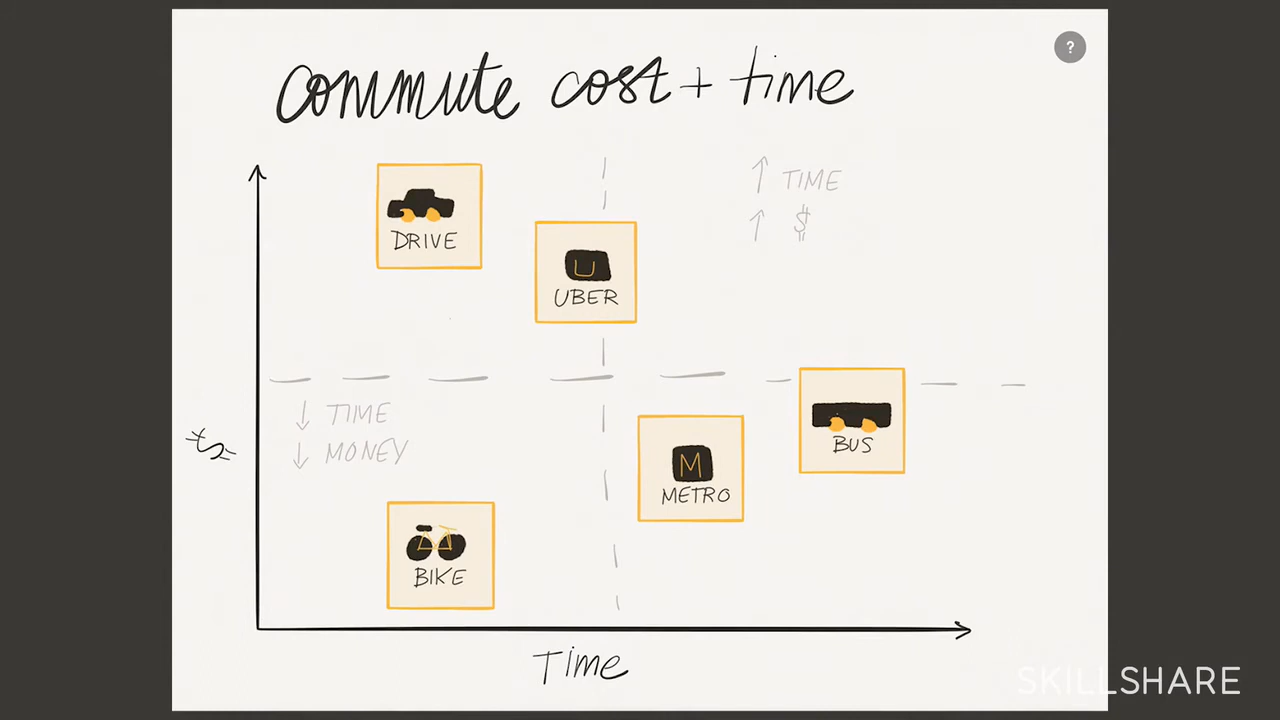 ?
commute cost + time
↑ TIME
↑ $
DRIVE
U
UBER
↓ TIME
↓ MONEY
BUS
$
M
METRO
BIKE
Time
SKILLSHARE